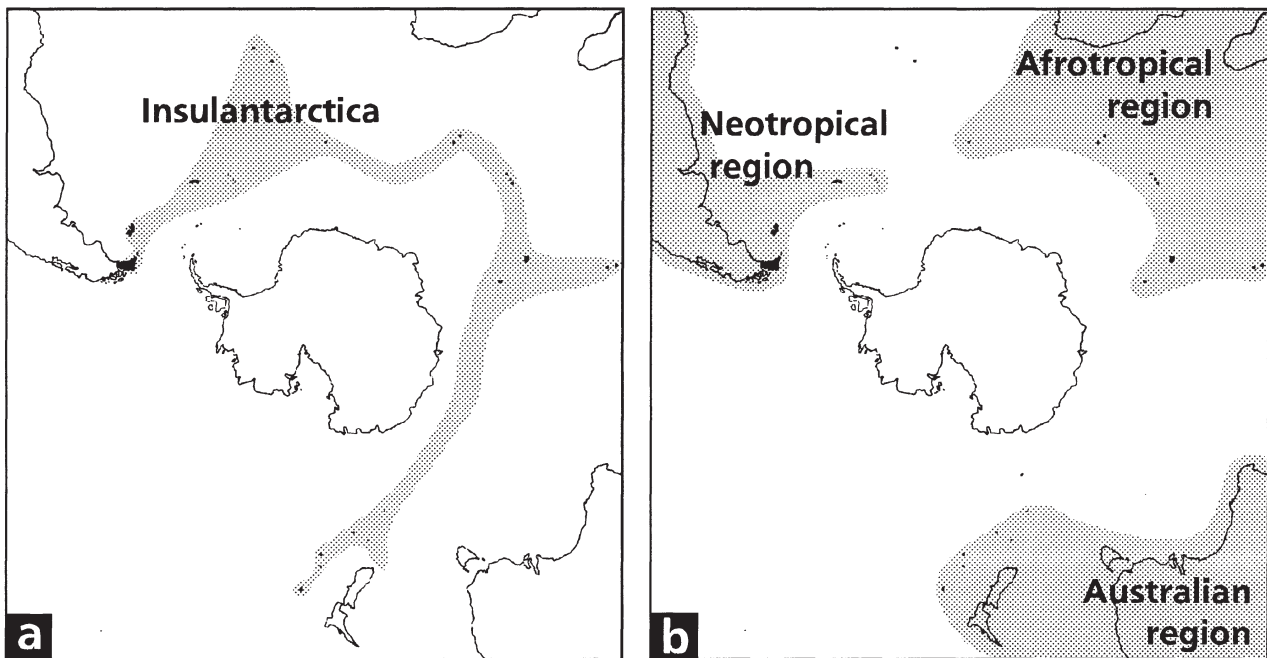 Insulantarctica
a
Neotropical
region
Afrotropical
region
Australian
region
b